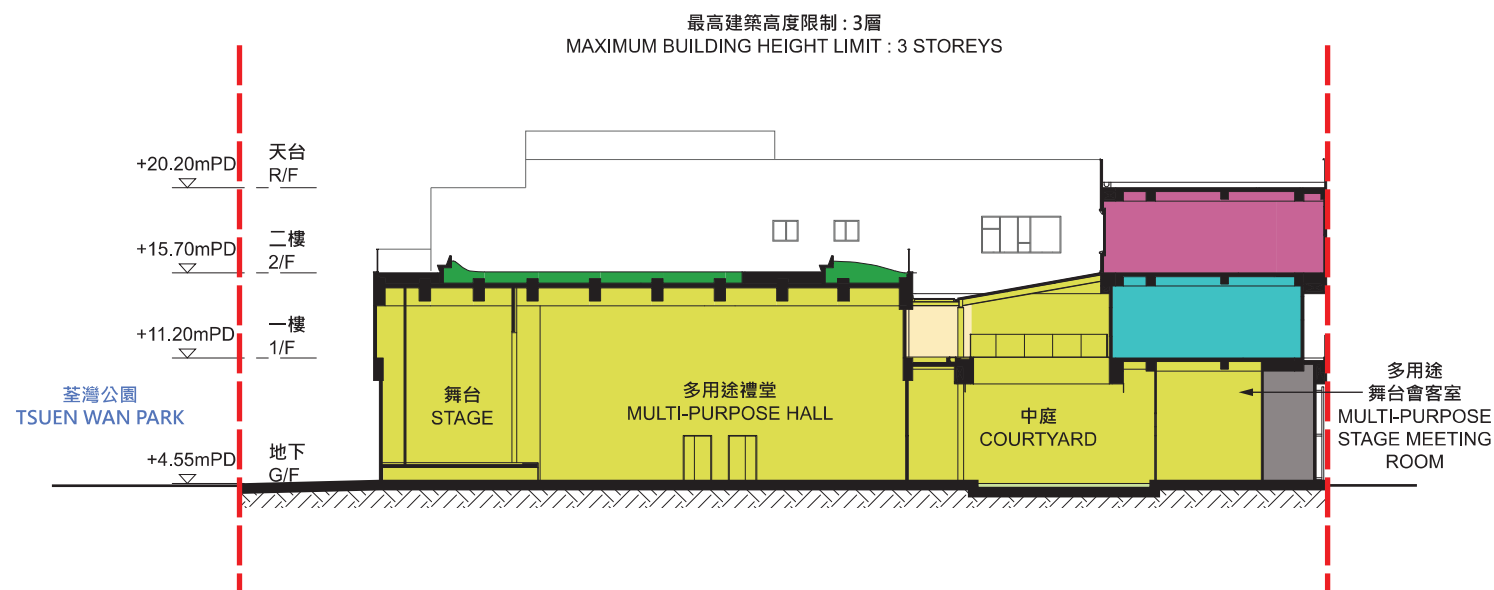 最高建築高度限制 : 3層
MAXIMUM BUILDING HEIGHT LIMIT : 3 STOREYS
+20.20mPD
天台
R/F
+15.70mPD
二樓
2/F
+11.20mPD
一樓
1/F
荃灣公園
TSUEN WAN PARK
+4.55mPD
地下
G/F
舞台
STAGE
多用途禮堂
MULTI-PURPOSE HALL
中庭
COURTYARD
多用途
舞台會客室
MULTI-PURPOSE
STAGE MEETING
ROOM